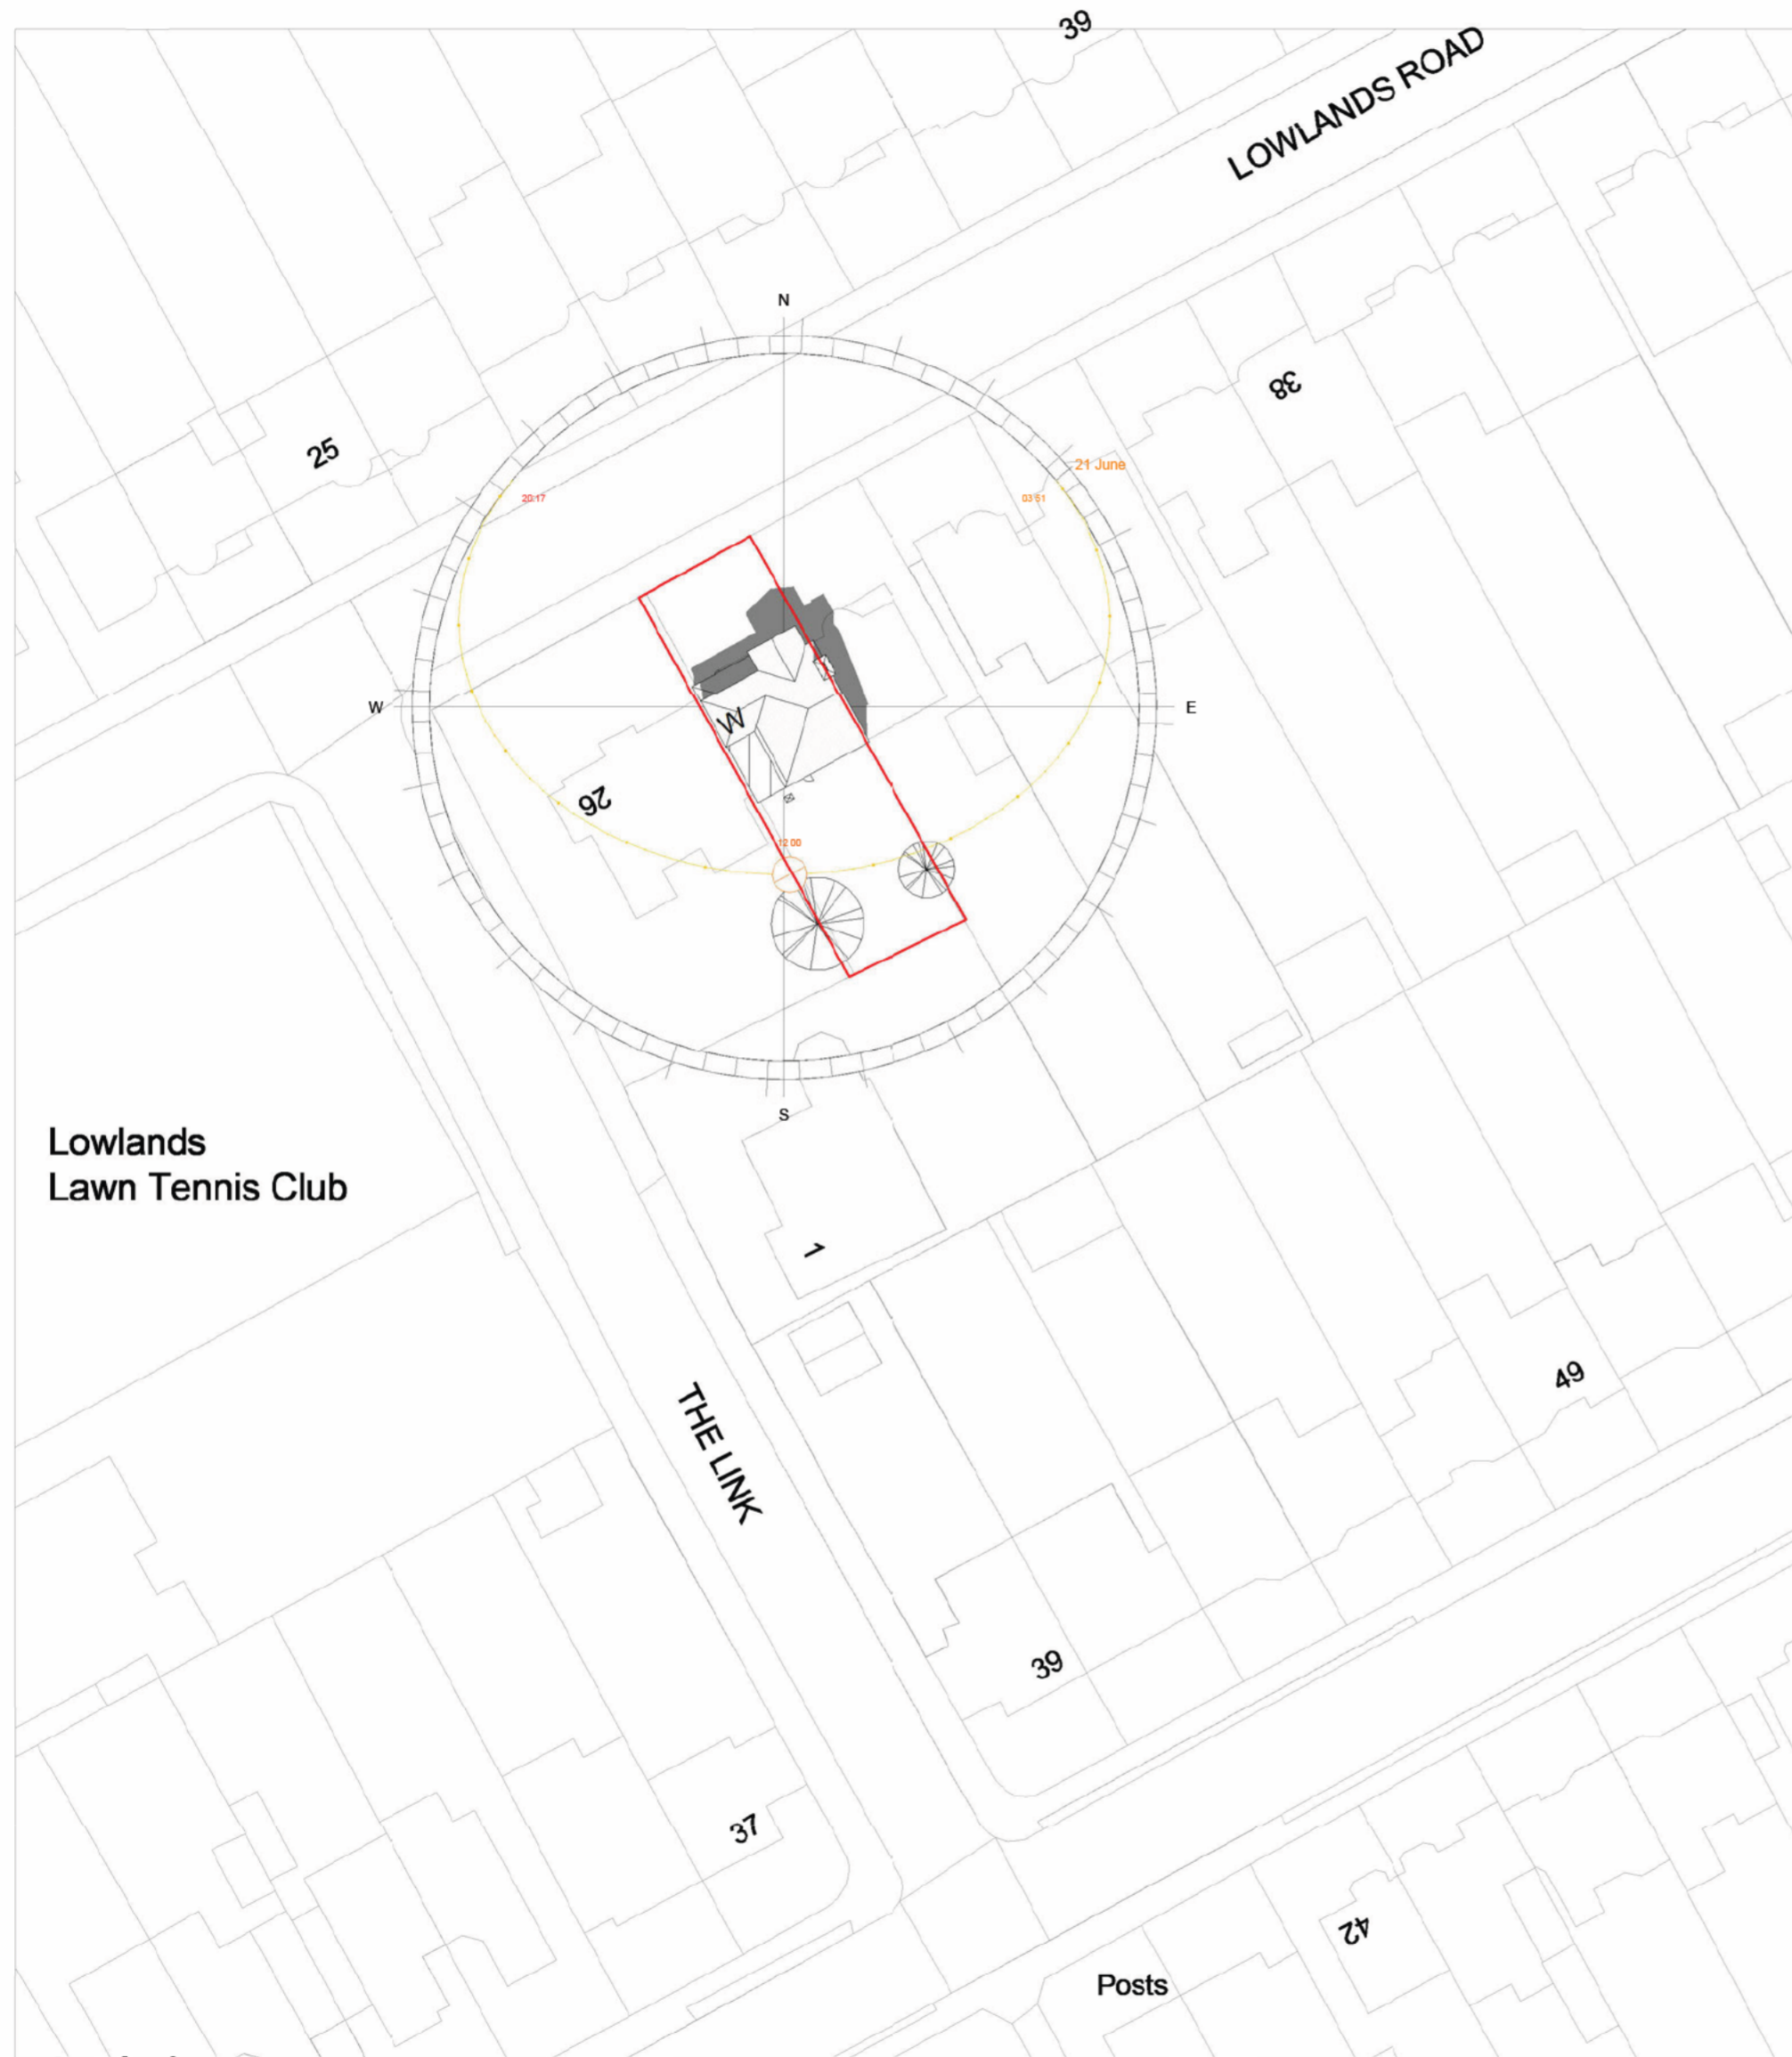 39
LOWLANDS ROAD
N
38
25
21 June
20:17
03:51
W
E
W
26
12:00
S
Lowlands
Lawn Tennis Club
1
THE LINK
49
39
37
42
Posts